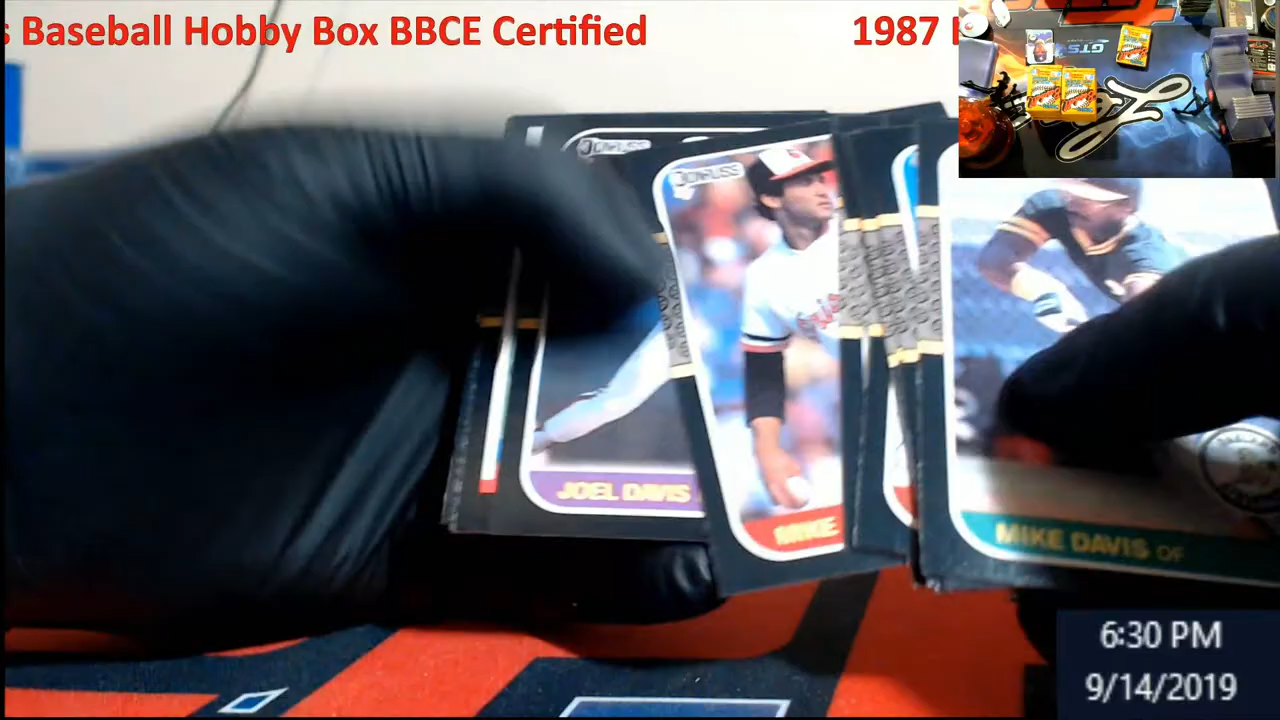 s Baseball Hobby Box BBCE Certified
1987
DONRUSS
DONRUSS
JOEL DAVIS
MIKE
MIKE DAVIS OF
6:30 PM
9/14/2019